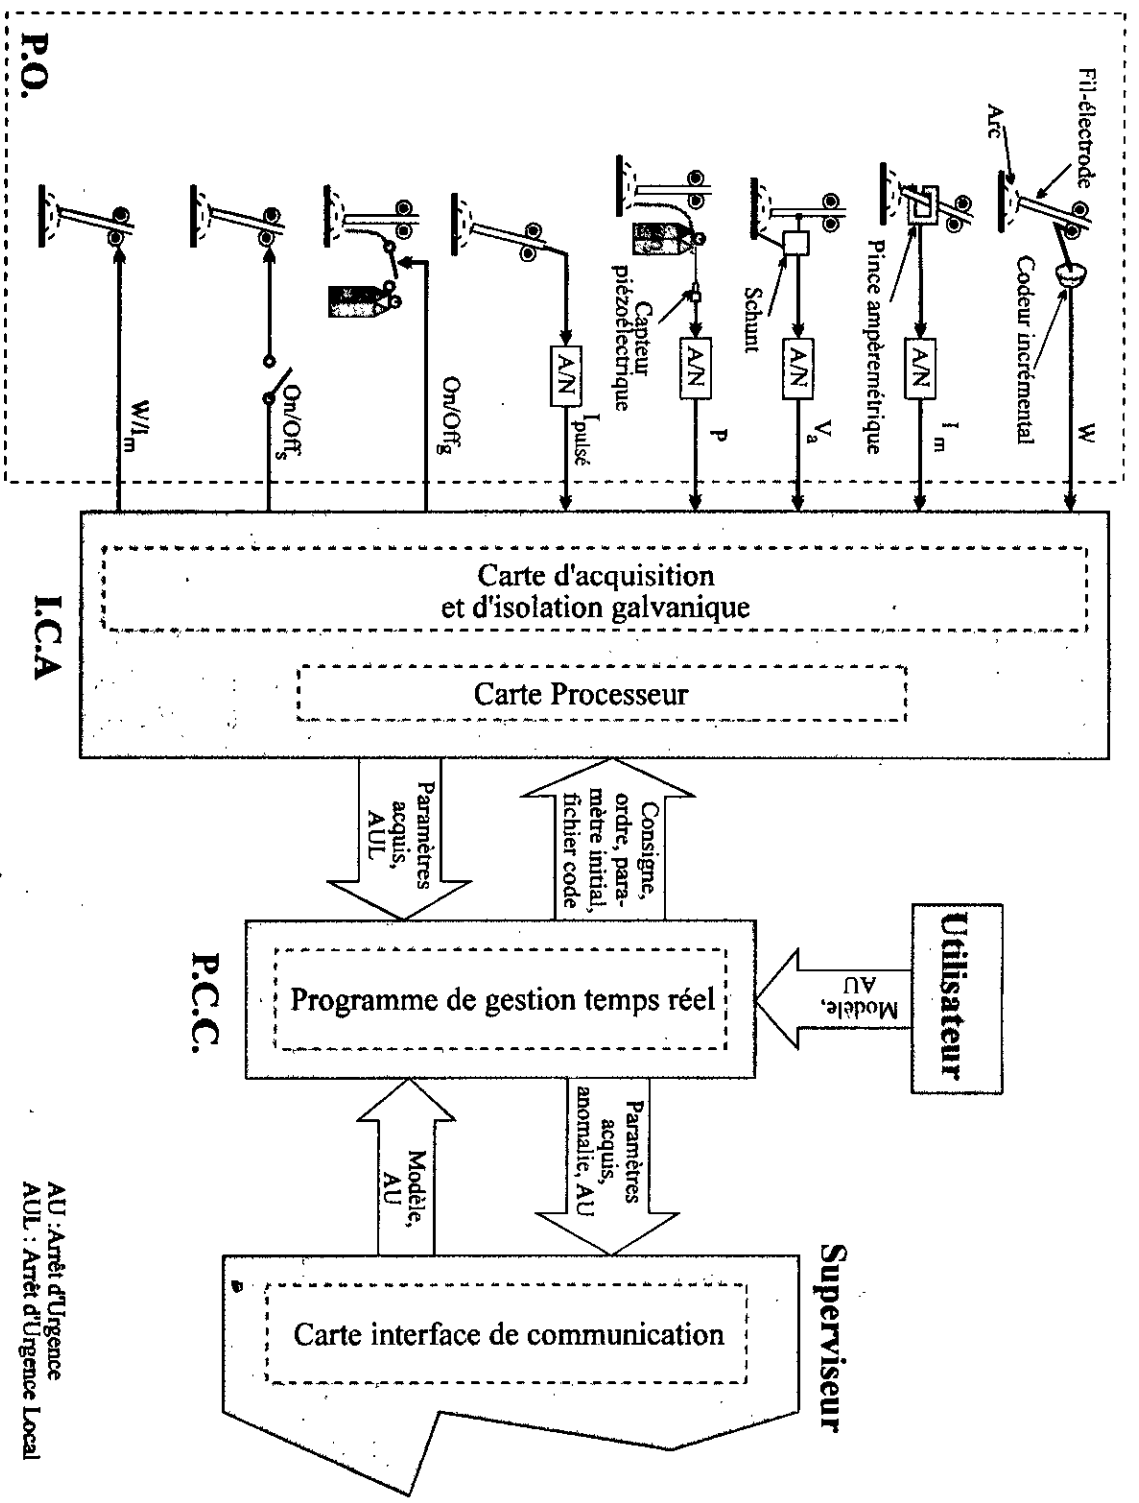 P.O.
Fil-électrode
Arc
Codeur incrémental
W
Pince ampèremétrique
A/N
I m
Schunt
A/N
V a
Capteur
piézoélectrique
A/N
P
A/N
I pulsé
On/Off g
On/Off s
W/I m
I.C.A
Carte d'acquisition
et d'isolation galvanique
Carte Processeur
Paramètres
acquis,
AUL
Consigne,
ordre, para-
mètre initial,
fichier code
P.C.C.
Programme de gestion temps réel
Utilisateur
Modèle,
AU
Paramètres
acquis,
anomalie, AU
Modèle,
AU
Superviseur
Carte interface de communication
AU :Arrêt d'Urgence
AUL : Arrêt d'Urgence Local